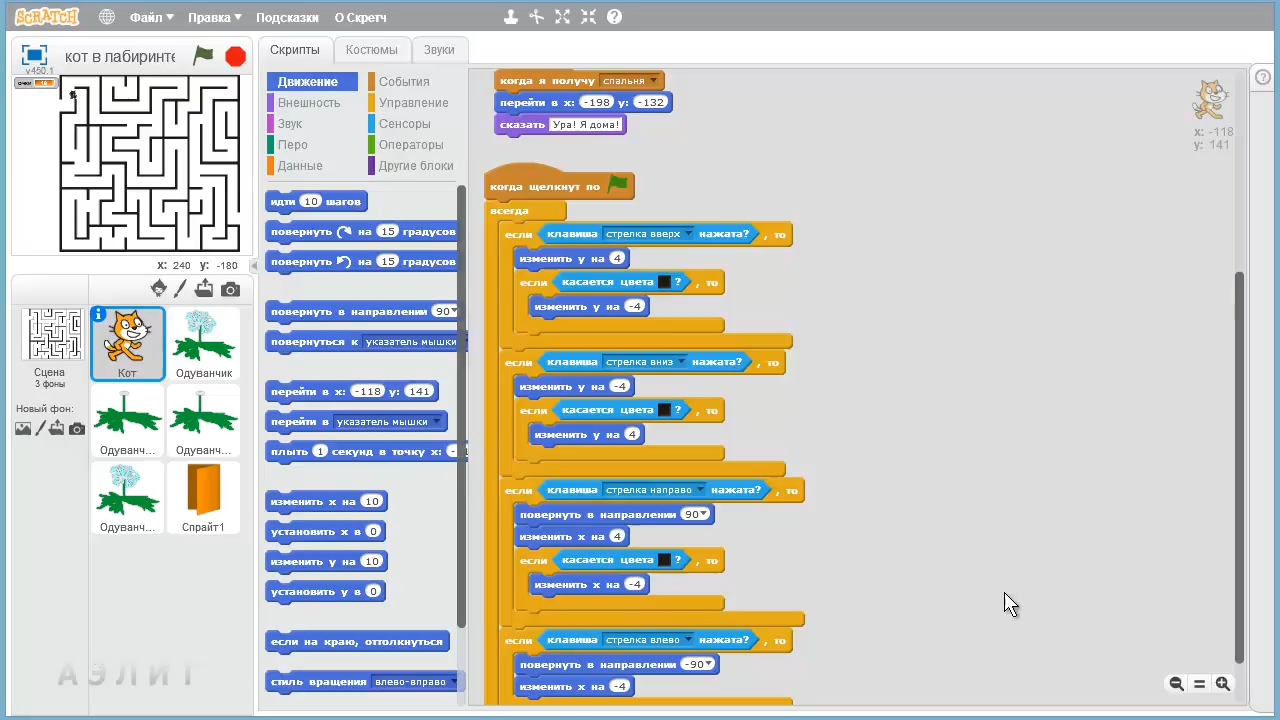 SCRATCH Файл Правка Подсказки О Скретч
v450.1 кот в лабиринте
очки
x: 240 y: -180
Сцена
3 фоны
Новый фон:
Кот
Одуванчик
Одуванч...
Одуванч...
Одуванч...
Спрайт1
АЭЛИТ
Скрипты Костюмы Звуки
Движение События
Внешность Управление
Звук Сенсоры
Перо Операторы
Данные Другие блоки
идти 10 шагов
повернуть на 15 градусов
повернуть на 15 градусов
повернуть в направлении 90
повернуться к указатель мышки
перейти в x: -118 y: 141
перейти в указатель мышки
плыть 1 секунд в точку x:
изменить x на 10
установить x в 0
изменить y на 10
установить y в 0
если на краю, оттолкнуться
стиль вращения влево-вправо
когда я получу спальня
перейти в x: -198 y: -132
сказать Ура! Я дома!
x: -118
y: 141
когда щелкнут по
всегда
если клавиша стрелка вверх нажата? , то
изменить y на 4
если касается цвета ? , то
изменить y на -4
если клавиша стрелка вниз нажата? , то
изменить y на -4
если касается цвета ? , то
изменить y на 4
если клавиша стрелка направо нажата? , то
повернуть в направлении 90
изменить x на 4
если касается цвета ? , то
изменить x на -4
если клавиша стрелка влево нажата? , то
повернуть в направлении -90
изменить x на -4